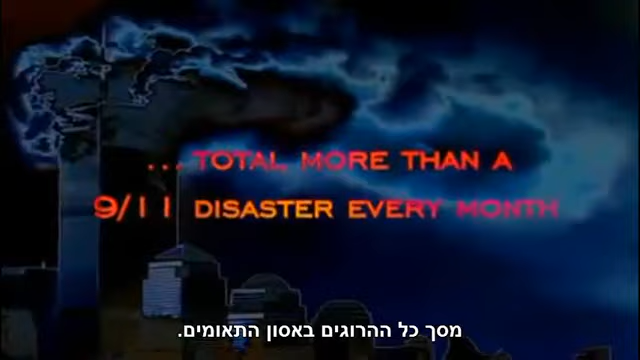 ...TOTAL MORE THAN A
9/11 DISASTER EVERY MONTH
מסך כל ההרוגים באסון התאומים.